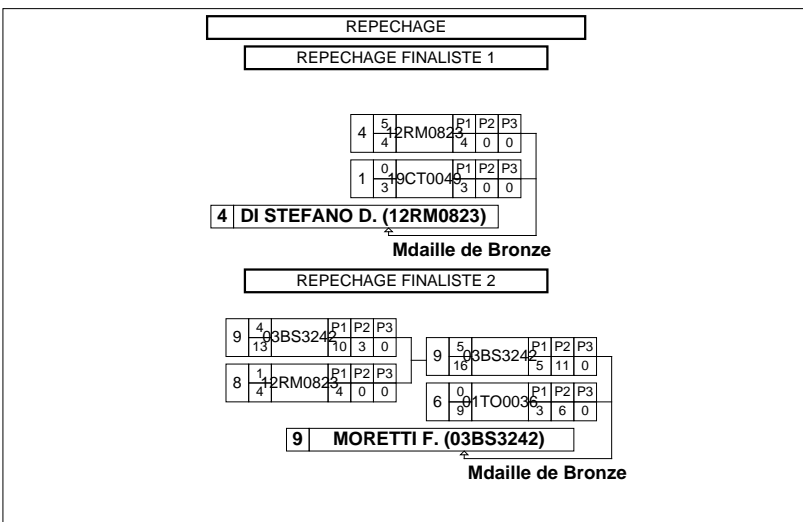 REPECHAGE
REPECHAGE FINALISTE 1
4 5 12RM0823 P1 P2 P3
4 4 0 0
1 0 19CT0049 P1 P2 P3
3 3 0 0
4 DI STEFANO D. (12RM0823)
Mdaille de Bronze
REPECHAGE FINALISTE 2
9 4 03BS3242 P1 P2 P3
13 10 3 0
9 5 03BS3242 P1 P2 P3
16 5 11 0
8 1 12RM0823 P1 P2 P3
4 4 0 0
6 0 01TO0036 P1 P2 P3
9 3 6 0
9 MORETTI F. (03BS3242)
Mdaille de Bronze